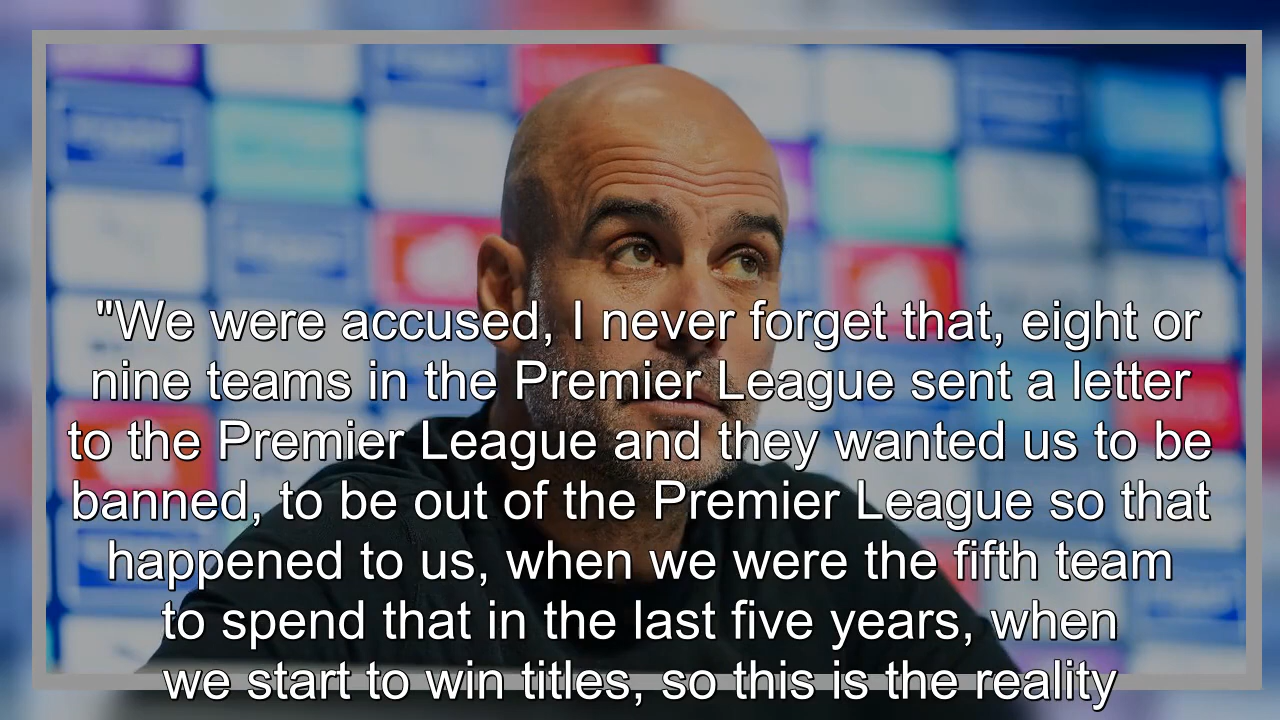 "We were accused, I never forget that, eight or
nine teams in the Premier League sent a letter
to the Premier League and they wanted us to be
banned, to be out of the Premier League so that
happened to us, when we were the fifth team
to spend that in the last five years, when
we start to win titles, so this is the reality